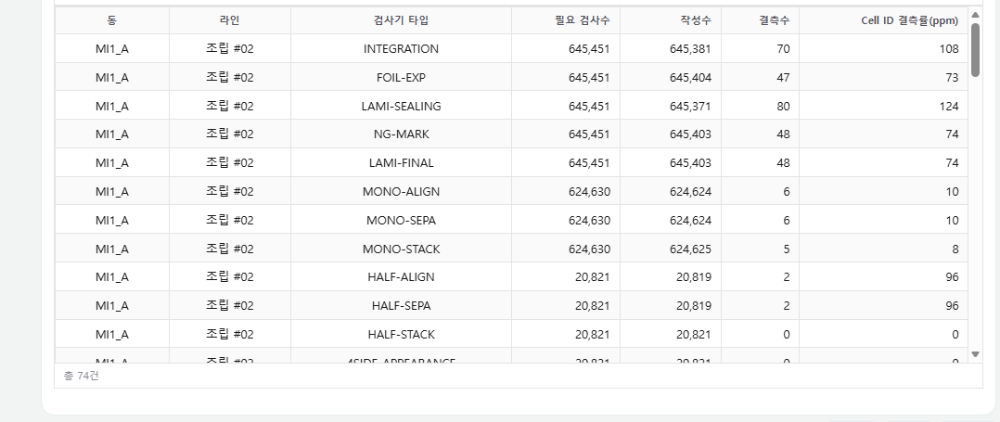 동 라인 검사기 타입 필요 검사수 작성수 결측수 Cell ID 결측률(ppm)
MI1_A 조립 #02 INTEGRATION 645,451 645,381 70 108
MI1_A 조립 #02 FOIL-EXP 645,451 645,404 47 73
MI1_A 조립 #02 LAMI-SEALING 645,451 645,371 80 124
MI1_A 조립 #02 NG-MARK 645,451 645,403 48 74
MI1_A 조립 #02 LAMI-FINAL 645,451 645,403 48 74
MI1_A 조립 #02 MONO-ALIGN 624,630 624,624 6 10
MI1_A 조립 #02 MONO-SEPA 624,630 624,624 6 10
MI1_A 조립 #02 MONO-STACK 624,630 624,625 5 8
MI1_A 조립 #02 HALF-ALIGN 20,821 20,819 2 96
MI1_A 조립 #02 HALF-SEPA 20,821 20,819 2 96
MI1_A 조립 #02 HALF-STACK 20,821 20,821 0 0
MI1_A 조립 #02 4SIDE-APPEARANCE 20,821 20,821 0 0
총 74건